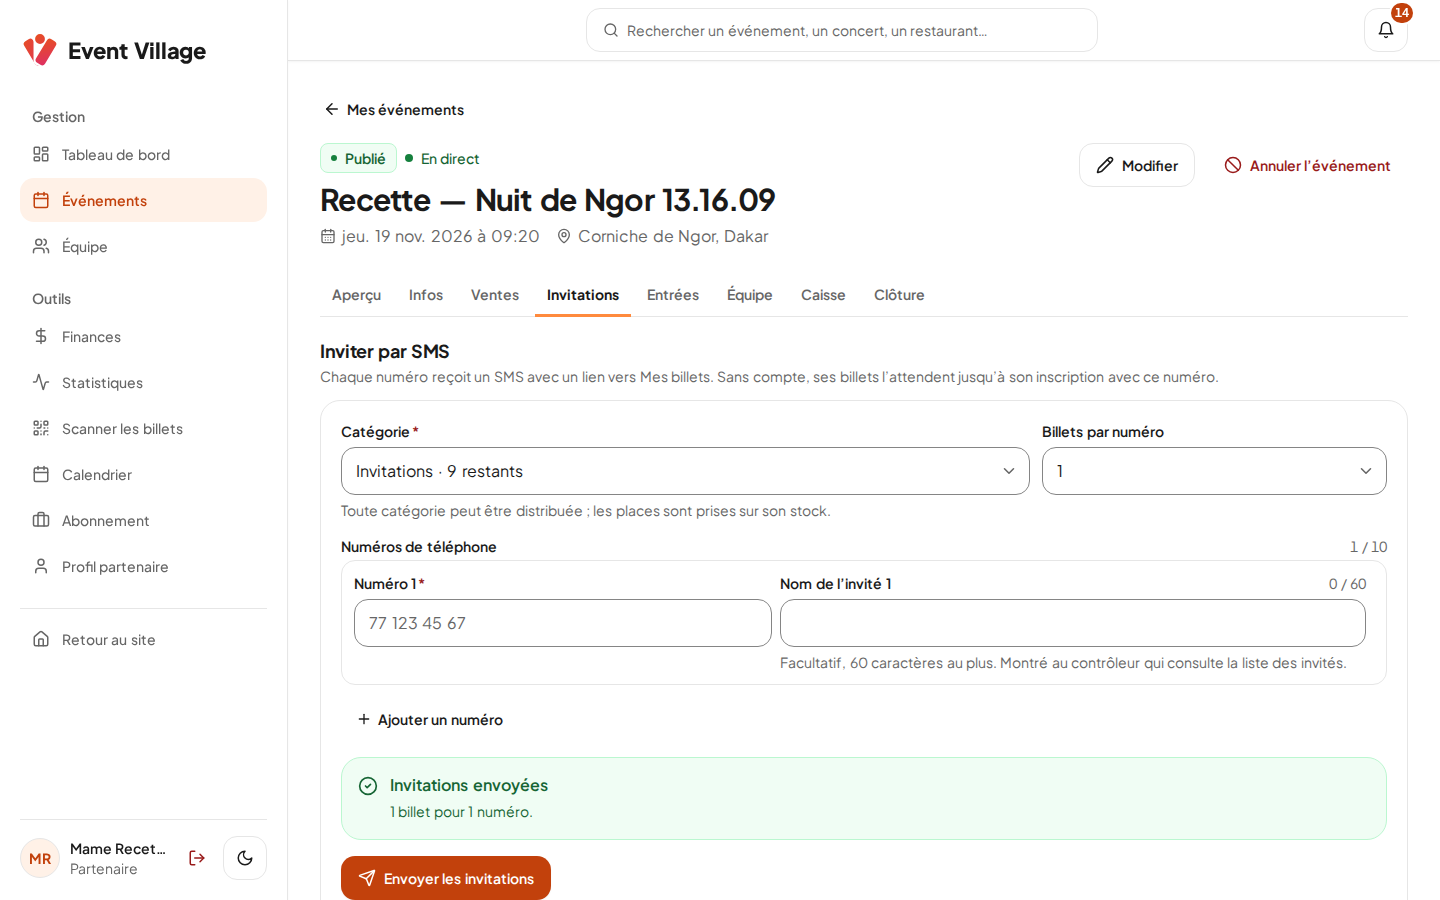 Event Village
Gestion
Tableau de bord
Événements
Équipe
Outils
Finances
Statistiques
Scanner les billets
Calendrier
Abonnement
Profil partenaire
Retour au site
MR
Mame Recet...
Partenaire
Rechercher un événement, un concert, un restaurant...
14
Mes événements
Publié
En direct
Modifier
Annuler l'événement
Recette — Nuit de Ngor 13.16.09
jeu. 19 nov. 2026 à 09:20
Corniche de Ngor, Dakar
Aperçu
Infos
Ventes
Invitations
Entrées
Équipe
Caisse
Clôture
Inviter par SMS
Chaque numéro reçoit un SMS avec un lien vers Mes billets. Sans compte, ses billets l'attendent jusqu'à son inscription avec ce numéro.
Catégorie *
Billets par numéro
Invitations · 9 restants
1
Toute catégorie peut être distribuée ; les places sont prises sur son stock.
Numéros de téléphone
1 / 10
Numéro 1 *
Nom de l'invité 1
0 / 60
77 123 45 67
Facultatif, 60 caractères au plus. Montré au contrôleur qui consulte la liste des invités.
Ajouter un numéro
Invitations envoyées
1 billet pour 1 numéro.
Envoyer les invitations